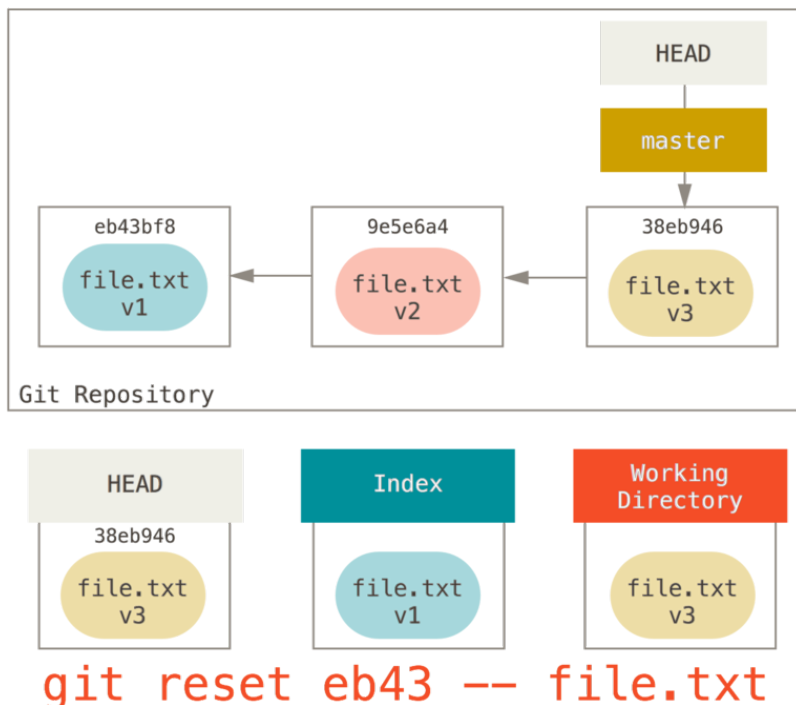 HEAD
master
eb43bf8
9e5e6a4
38eb946
file.txt
v1
file.txt
v2
file.txt
v3
Git Repository
HEAD
Index
Working
Directory
38eb946
file.txt
v3
file.txt
v1
file.txt
v3
git reset eb43 -- file.txt